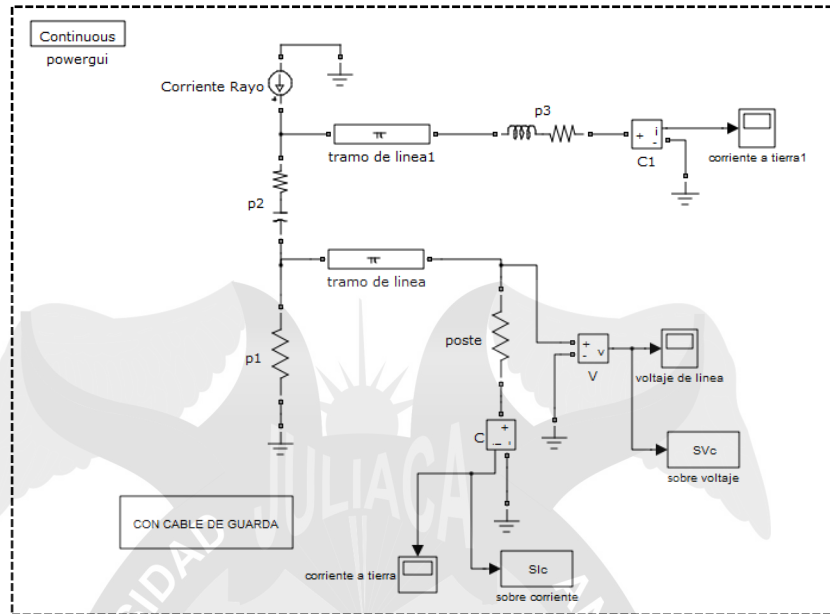 Continuous
powergui
Corriente Rayo
π
tramo de linea1
p3
+
i
-
C1
corriente a tierra1
p2
π
tramo de linea
p1
poste
+
-
v
V
voltaje de linea
SVc
sobre voltaje
C
+
-
i
CON CABLE DE GUARDA
corriente a tierra
SIc
sobre corriente
JULIACA